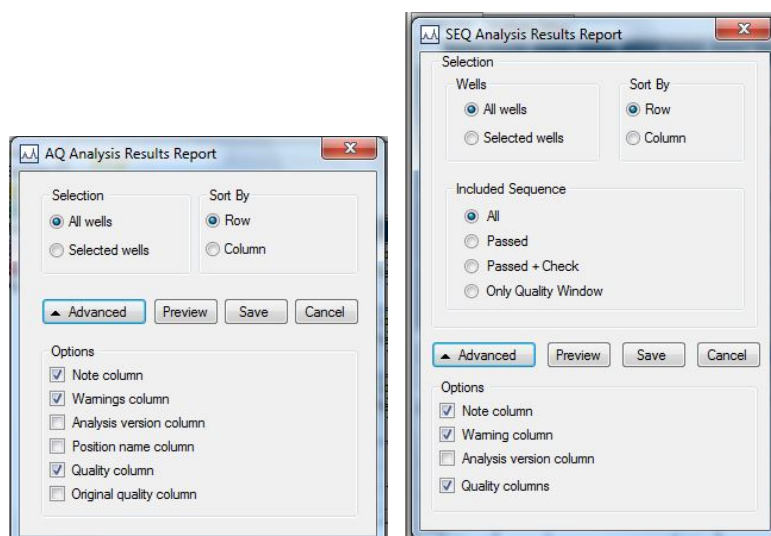 AQ Analysis Results Report
Selection
All wells
Selected wells
Sort By
Row
Column
Advanced
Preview
Save
Cancel
Options
Note column
Warnings column
Analysis version column
Position name column
Quality column
Original quality column
SEQ Analysis Results Report
Selection
Wells
All wells
Selected wells
Sort By
Row
Column
Included Sequence
All
Passed
Passed + Check
Only Quality Window
Advanced
Preview
Save
Cancel
Options
Note column
Warning column
Analysis version column
Quality columns